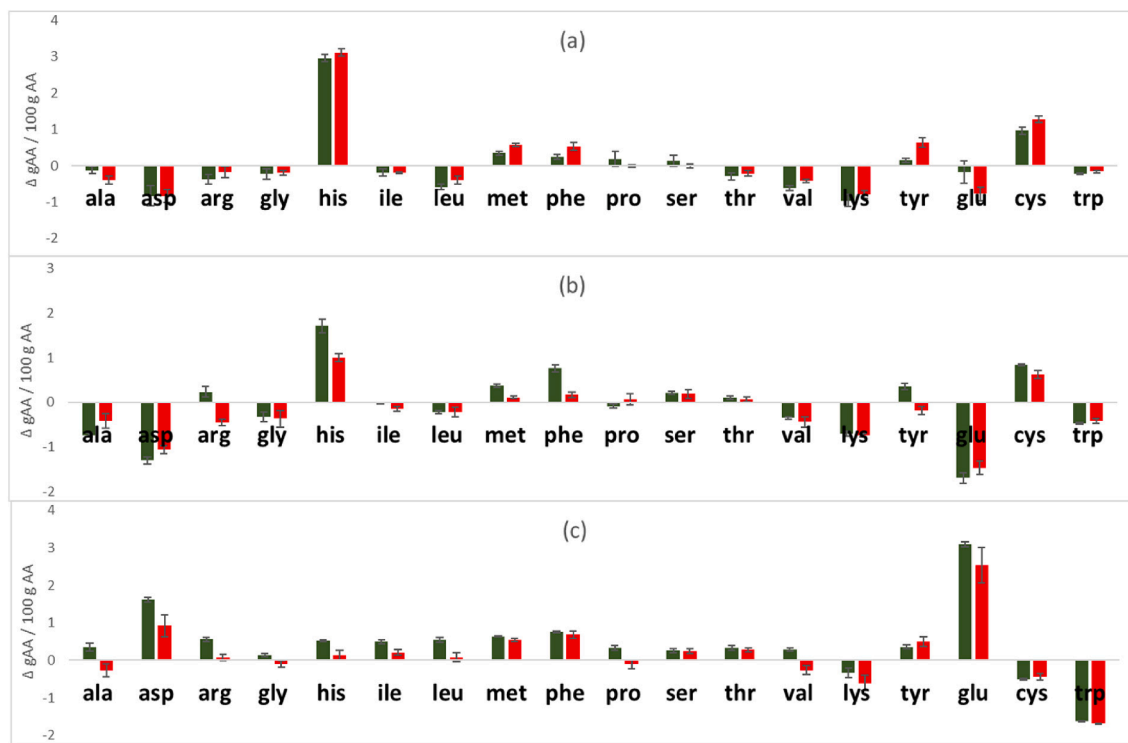 (a)
4
3
2
1
0
-1
-2
Δ gAA / 100 g AA
ala asp arg gly his ile leu met phe pro ser thr val lys tyr glu cys trp
(b)
3
2
1
0
-1
-2
Δ gAA / 100 g AA
ala asp arg gly his ile leu met phe pro ser thr val lys tyr glu cys trp
(c)
4
3
2
1
0
-1
-2
Δ gAA / 100 g AA
ala asp arg gly his ile leu met phe pro ser thr val lys tyr glu cys trp